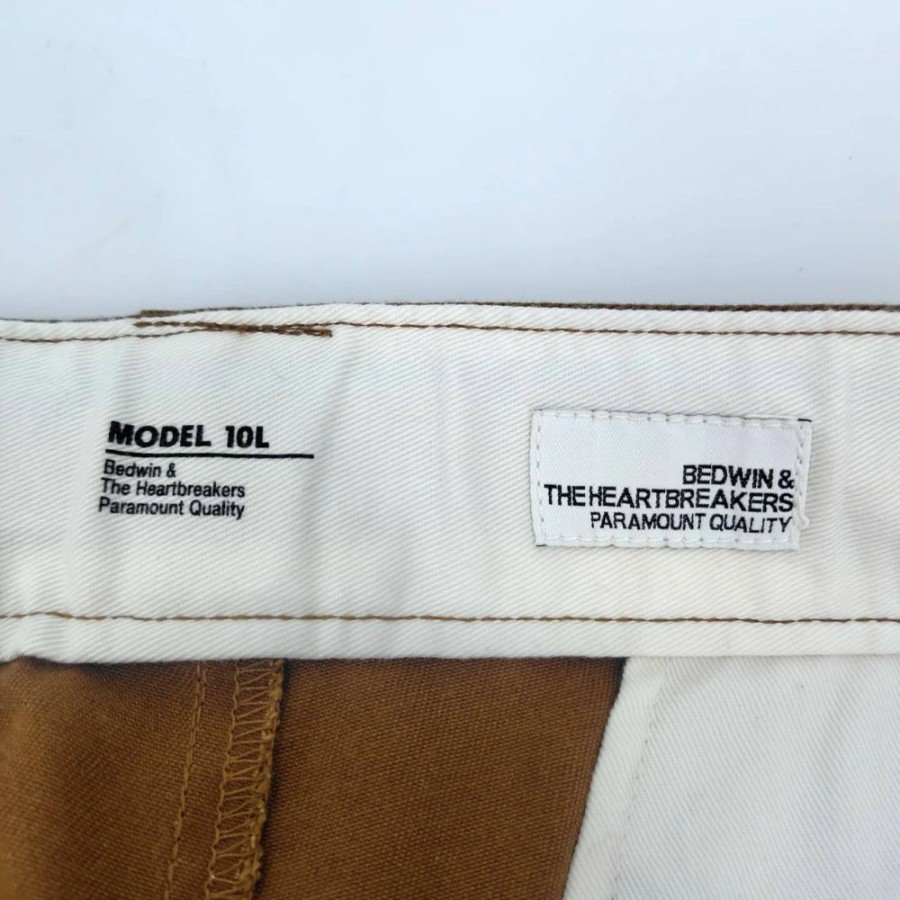 MODEL 10L
Bedwin &
The Heartbreakers
Paramount Quality
BEDWIN &
THE HEARTBREAKERS
PARAMOUNT QUALITY